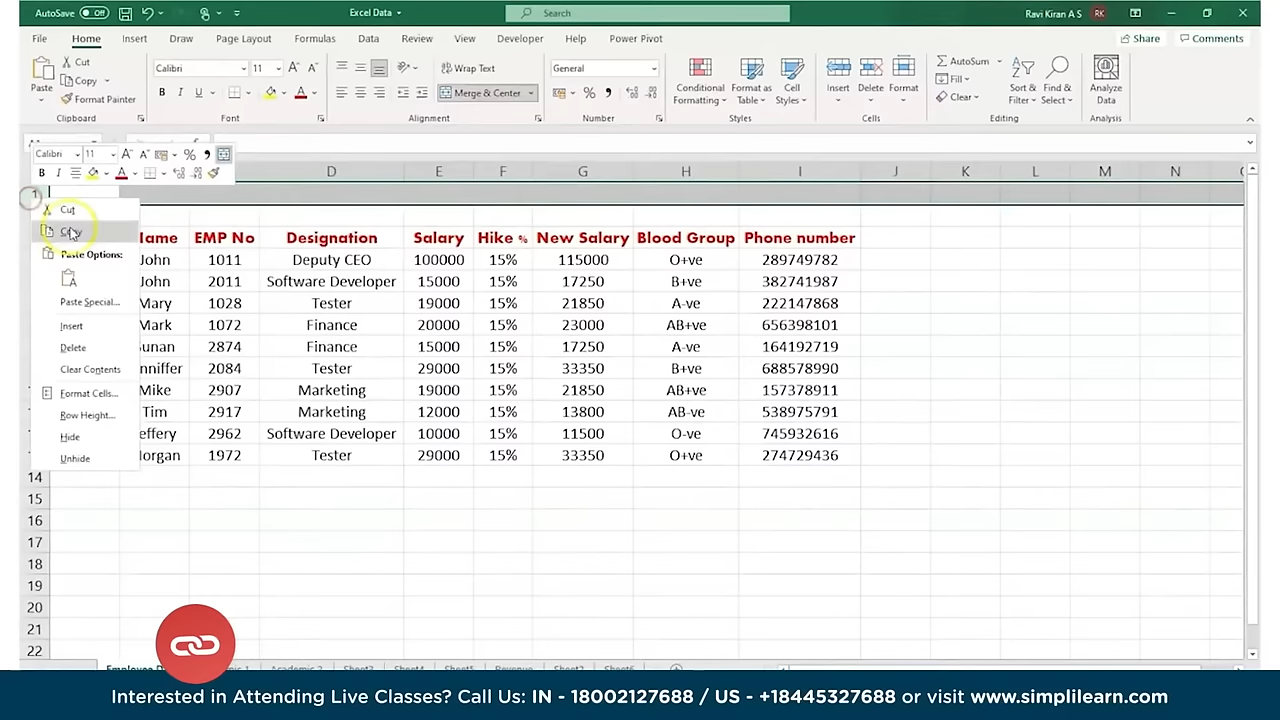 AutoSave Off Excel Data Search Ravi Kiran A S RK
File Home Insert Draw Page Layout Formulas Data Review View Developer Help Power Pivot Share Comments
Paste Cut Copy Format Painter Clipboard
Calibri 11 B I U Font
Wrap Text Merge & Center Alignment
General % Number
Conditional Formatting Format as Table Cell Styles Styles
Insert Delete Format Cells
AutoSum Fill Clear Sort & Filter Find & Select Editing
Analyze Data Analysis
Calibri 11
B I
D E F G H I J K L M N
1
Cut
Copy
Paste Options:
Paste Special...
Insert
Delete
Clear Contents
Format Cells...
Row Height...
Hide
Unhide
EMP No Designation Salary Hike % New Salary Blood Group Phone number
John 1011 Deputy CEO 100000 15% 115000 O+ve 289749782
John 2011 Software Developer 15000 15% 17250 B+ve 382741987
Mary 1028 Tester 19000 15% 21850 A-ve 222147868
Mark 1072 Finance 20000 15% 23000 AB+ve 656398101
unan 2874 Finance 15000 15% 17250 A-ve 164192719
nniffer 2084 Tester 29000 15% 33350 B+ve 688578990
Mike 2907 Marketing 19000 15% 21850 AB+ve 157378911
Tim 2917 Marketing 12000 15% 13800 AB-ve 538975791
effery 2962 Software Developer 10000 15% 11500 O-ve 745932616
organ 1972 Tester 29000 15% 33350 O+ve 274729436
14
15
16
17
18
19
20
21
22
Interested in Attending Live Classes? Call Us: IN - 18002127688 / US - +18445327688 or visit www.simplilearn.com